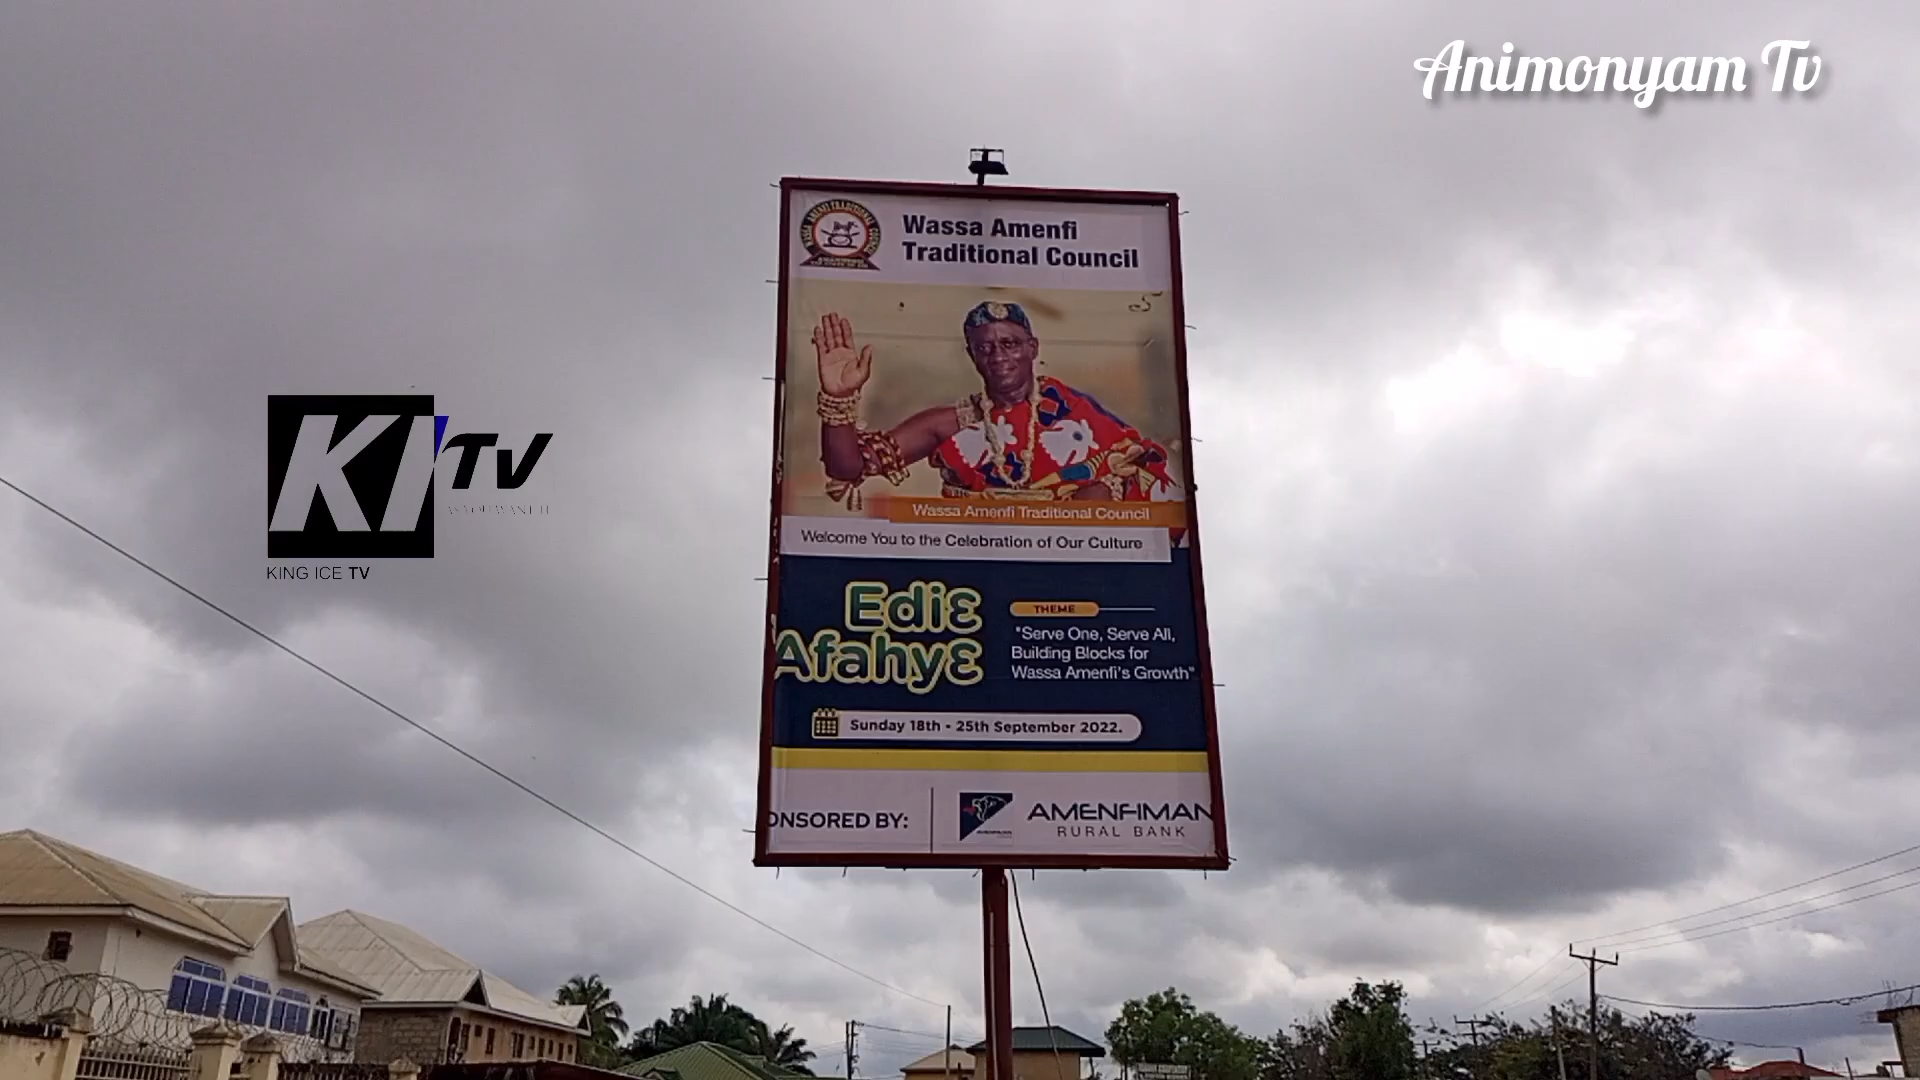 Animonyam Tv
Wassa Amenfi
Traditional Council
Wassa Amenfi Traditional Council
Welcome You to the Celebration of Our Culture
Ediɛ
Afahyɛ
THEME
"Serve One, Serve All,
Building Blocks for
Wassa Amenfi's Growth"
Sunday 18th - 25th September 2022.
ONSORED BY:
AMENFIMAN
RURAL BANK
KI TV
KING ICE TV